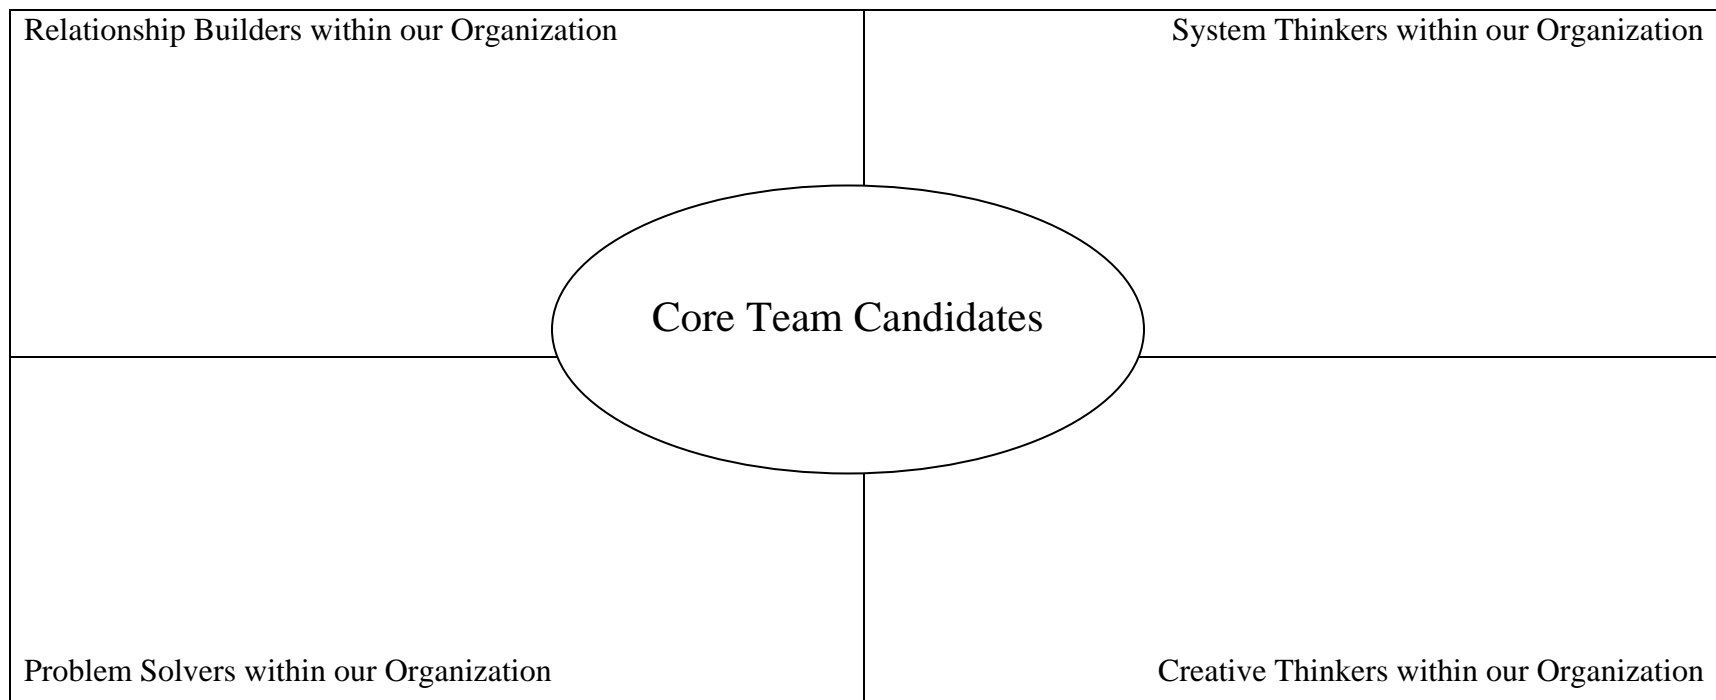 Relationship Builders within our Organization
System Thinkers within our Organization
Core Team Candidates
Problem Solvers within our Organization
Creative Thinkers within our Organization